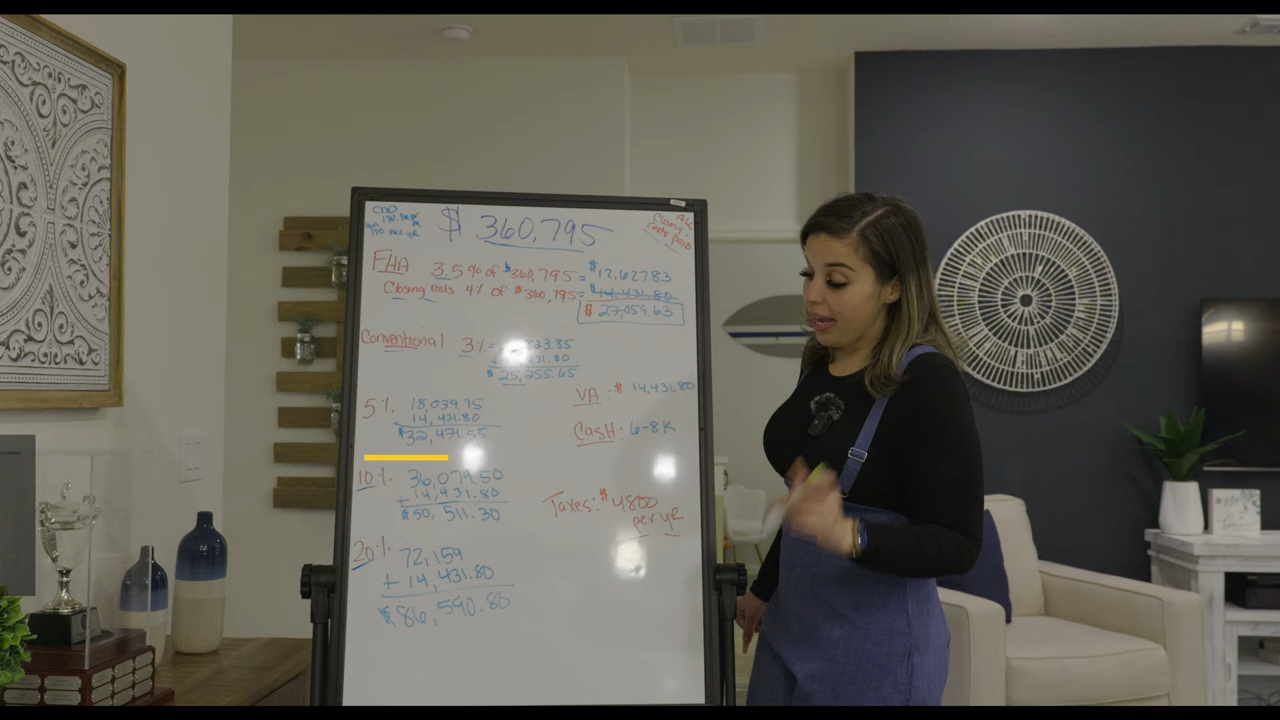 $ 360,795
FHA 3.5% of $360,795 = $12,627.83
Closing costs 4% of $360,795 = $14,431.80
$ 27,059.63
Conventional 3% =
$25,255.65
5%. 18,039.75
14,431.80
$32,471.55
VA : $ 14,431.80
CasH : 6-8K
10%. 36,079.50
+ 14,431.80
$50,511.30
Taxes: $4800
per yr
20%. 72,159
+ 14,431.80
$86,590.80